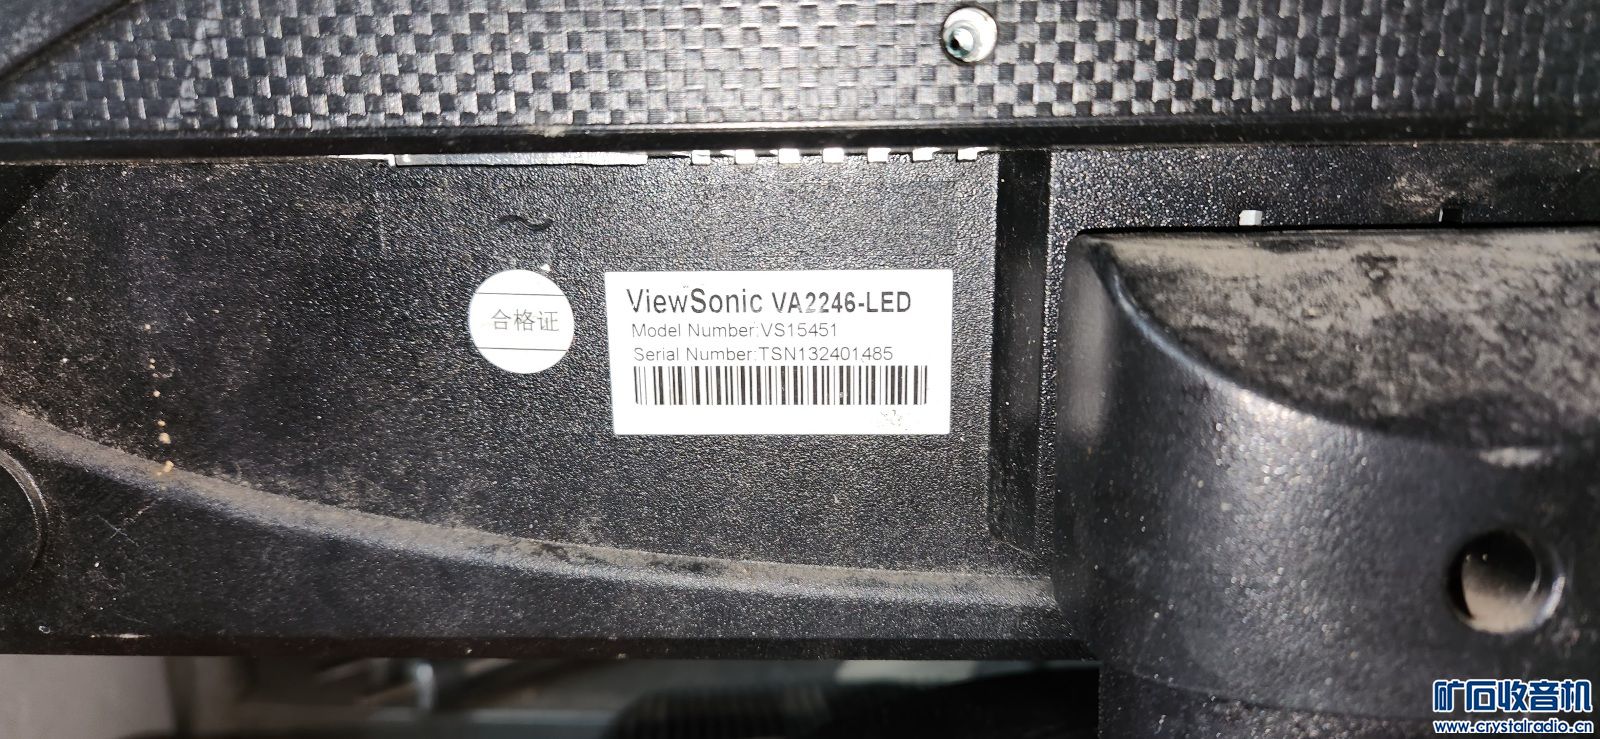 ~
合格证
ViewSonic VA2246-LED
Model Number:VS15451
Serial Number:TSN132401485
矿石收音机
www.crystalradio.cn